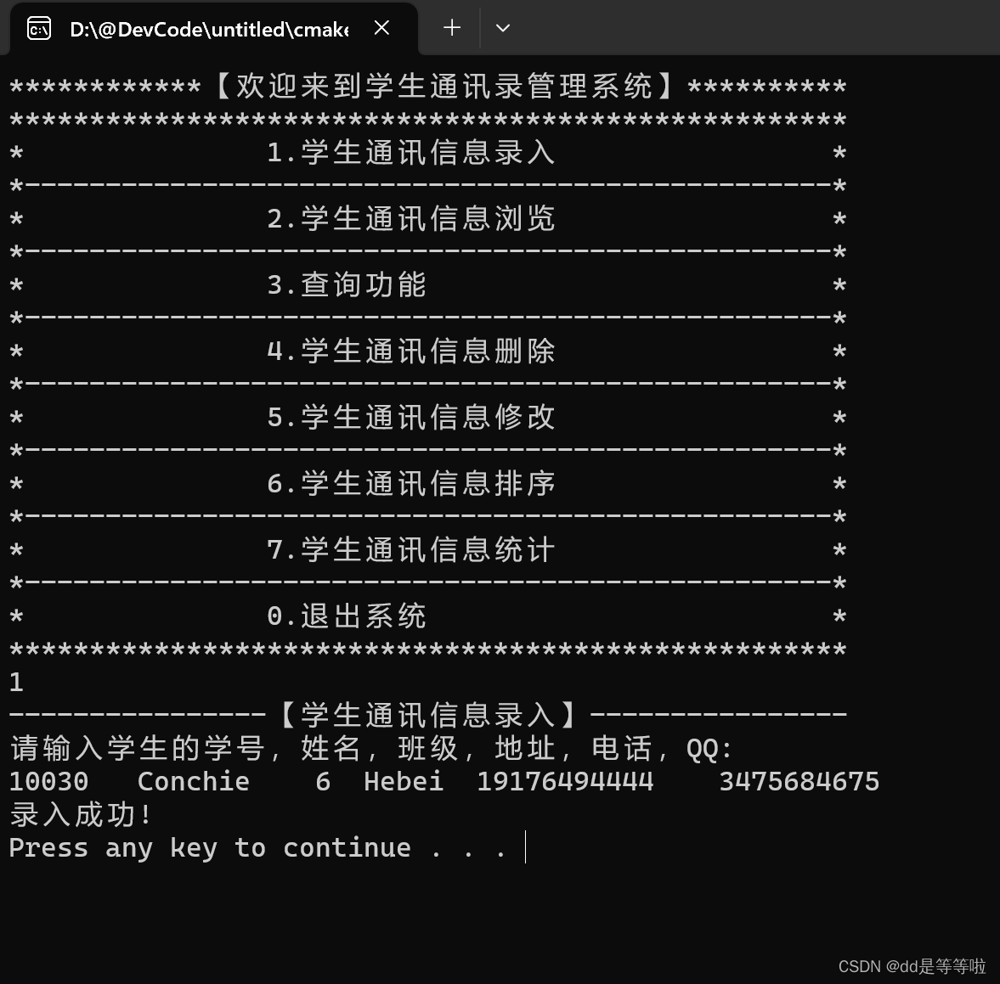 D:\@DevCode\untitled\cmake
************【欢迎来到学生通讯录管理系统】**********
****************************************************
*               1.学生通讯信息录入                 *
*--------------------------------------------------*
*               2.学生通讯信息浏览                 *
*--------------------------------------------------*
*               3.查询功能                         *
*--------------------------------------------------*
*               4.学生通讯信息删除                 *
*--------------------------------------------------*
*               5.学生通讯信息修改                 *
*--------------------------------------------------*
*               6.学生通讯信息排序                 *
*--------------------------------------------------*
*               7.学生通讯信息统计                 *
*--------------------------------------------------*
*               0.退出系统                         *
****************************************************
1
----------------【学生通讯信息录入】----------------
请输入学生的学号，姓名，班级，地址，电话，QQ:
10030   Conchie    6  Hebei  19176494444    3475684675
录入成功!
Press any key to continue . . .
CSDN @dd是等等啦